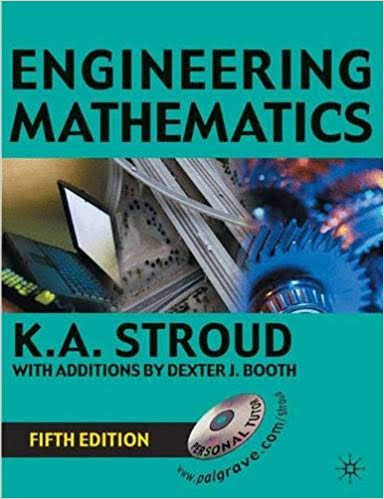 ENGINEERING
MATHEMATICS
K.A. STROUD
WITH ADDITIONS BY DEXTER J. BOOTH
FIFTH EDITION
PERSONAL TUTOR
www.palgrave.com/stroud